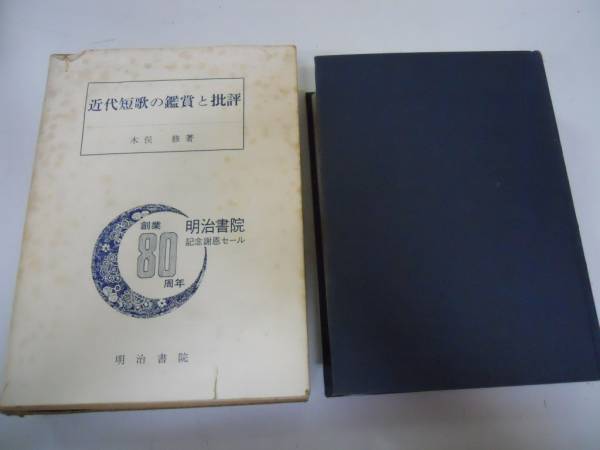 近代短歌の鑑賞と批評
木俣 修著
創業
80
周年
明治書院
記念謝恩セール
明治書院